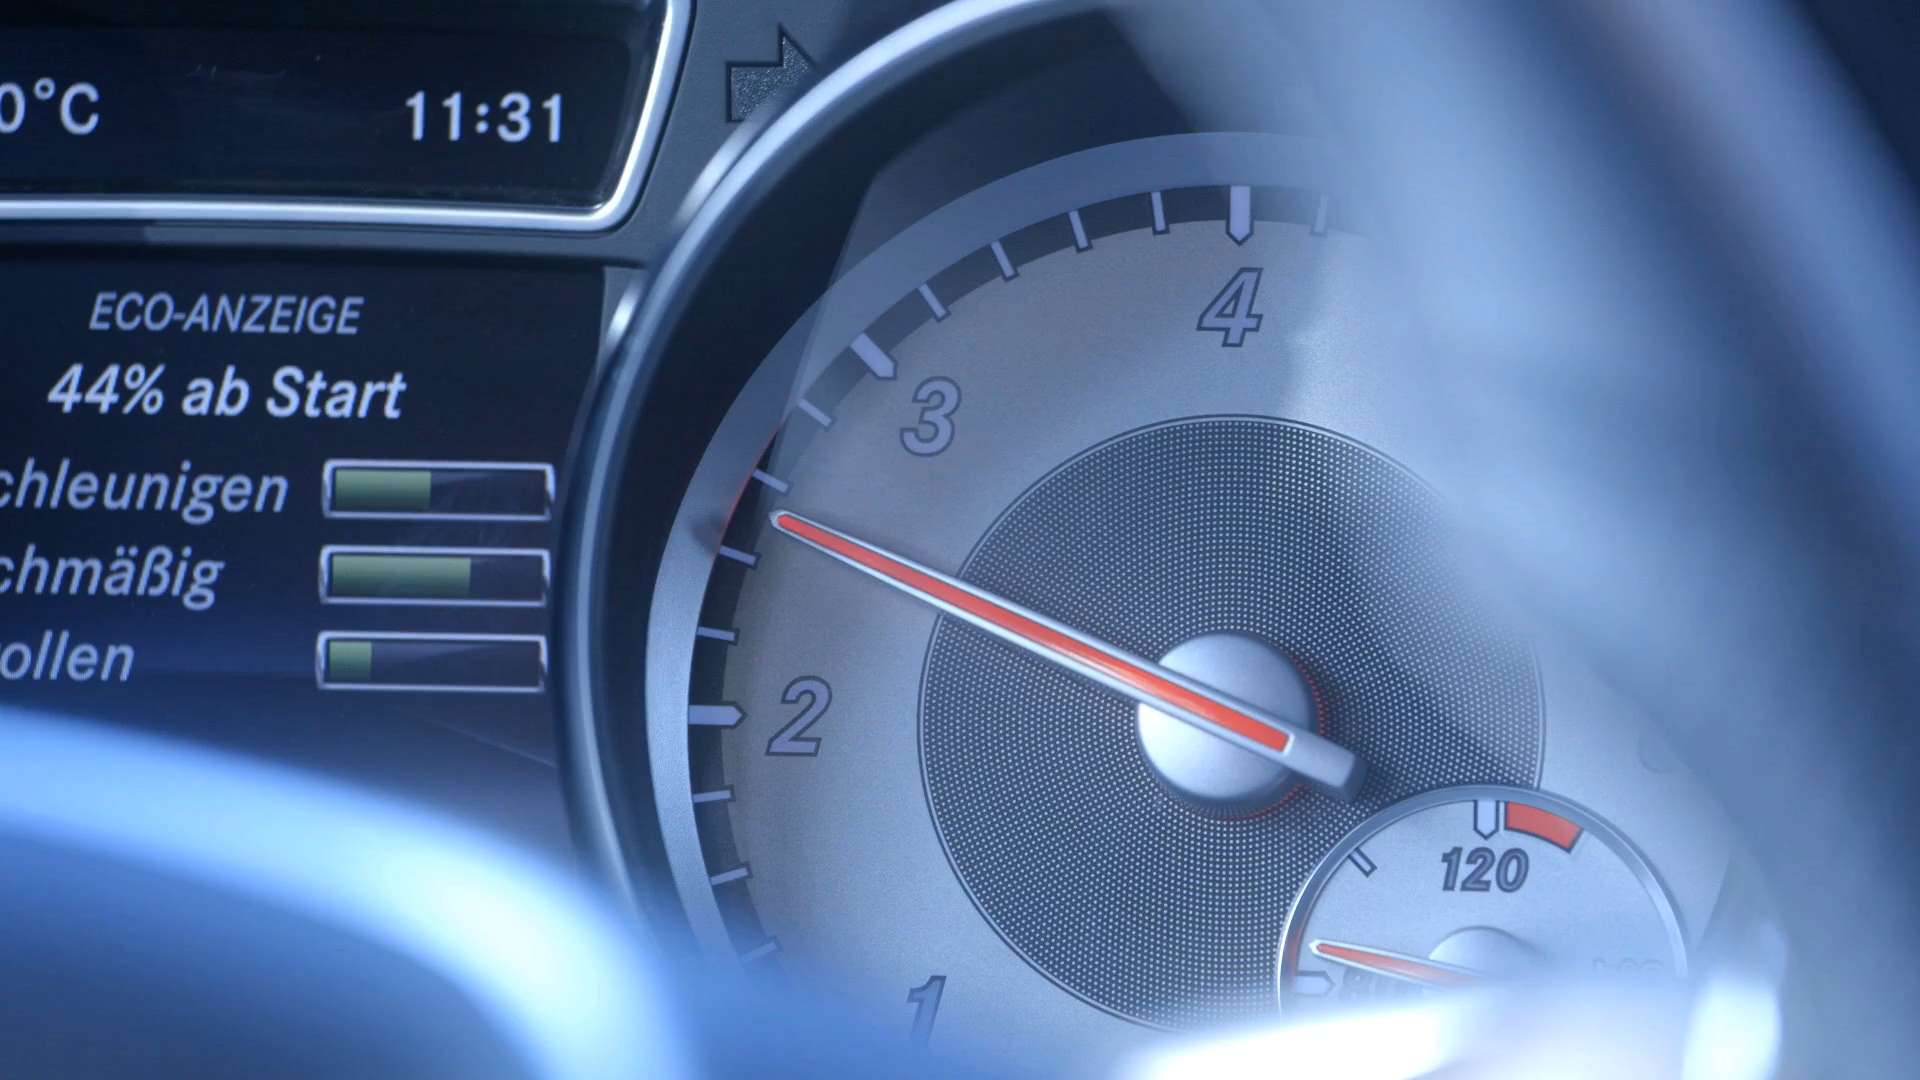 0°C 11:31
ECO-ANZEIGE
44% ab Start
chleunigen
chmäßig
ollen
4
3
2
1
120